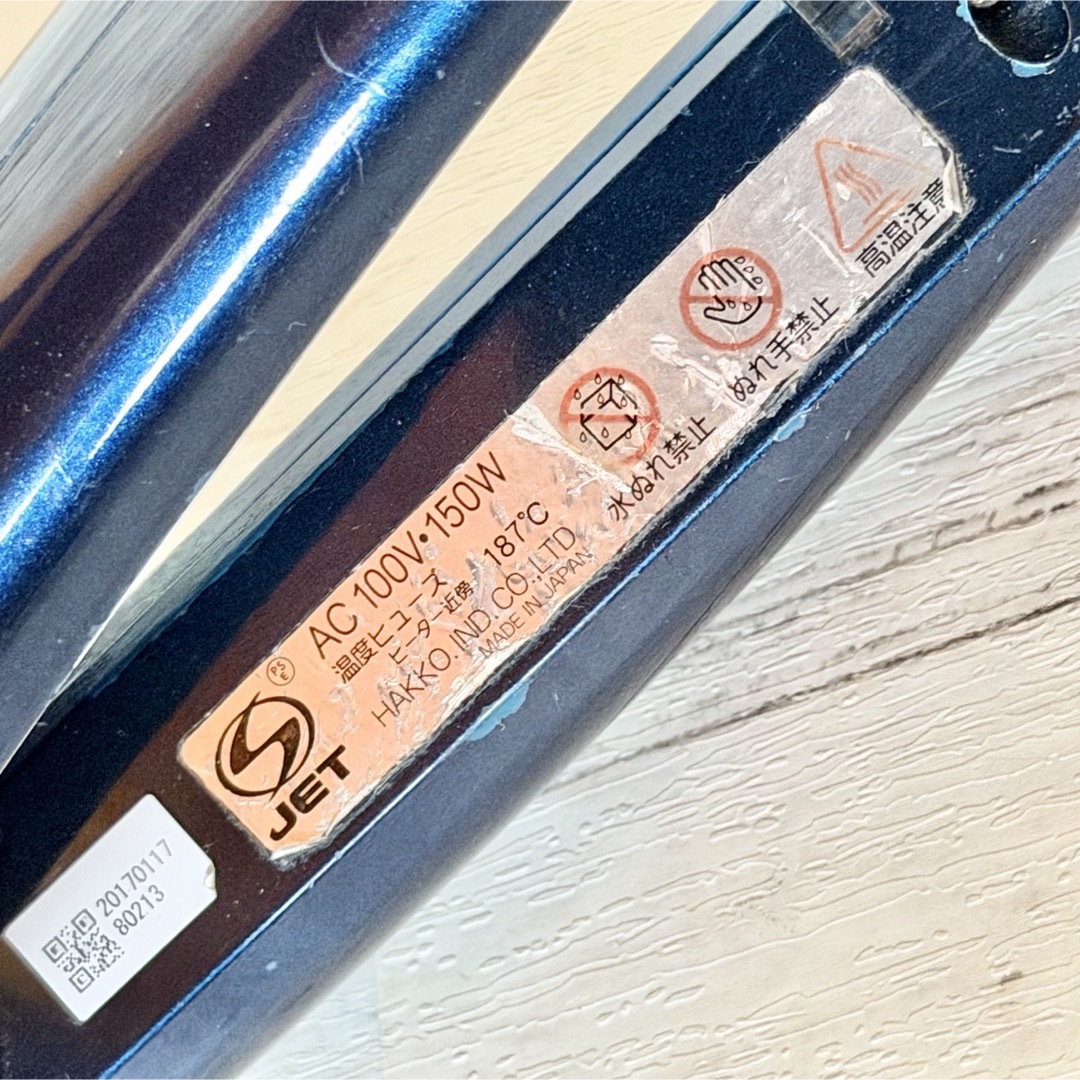 高温注意
ぬれ手禁止
水ぬれ禁止
PS
E
AC 100V・150W
温度ヒューズ
ヒーター近傍 187℃
HAKKO. IND. CO., LTD
MADE IN JAPAN
S
JET
20170117
80213